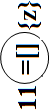 11 =[] {z}